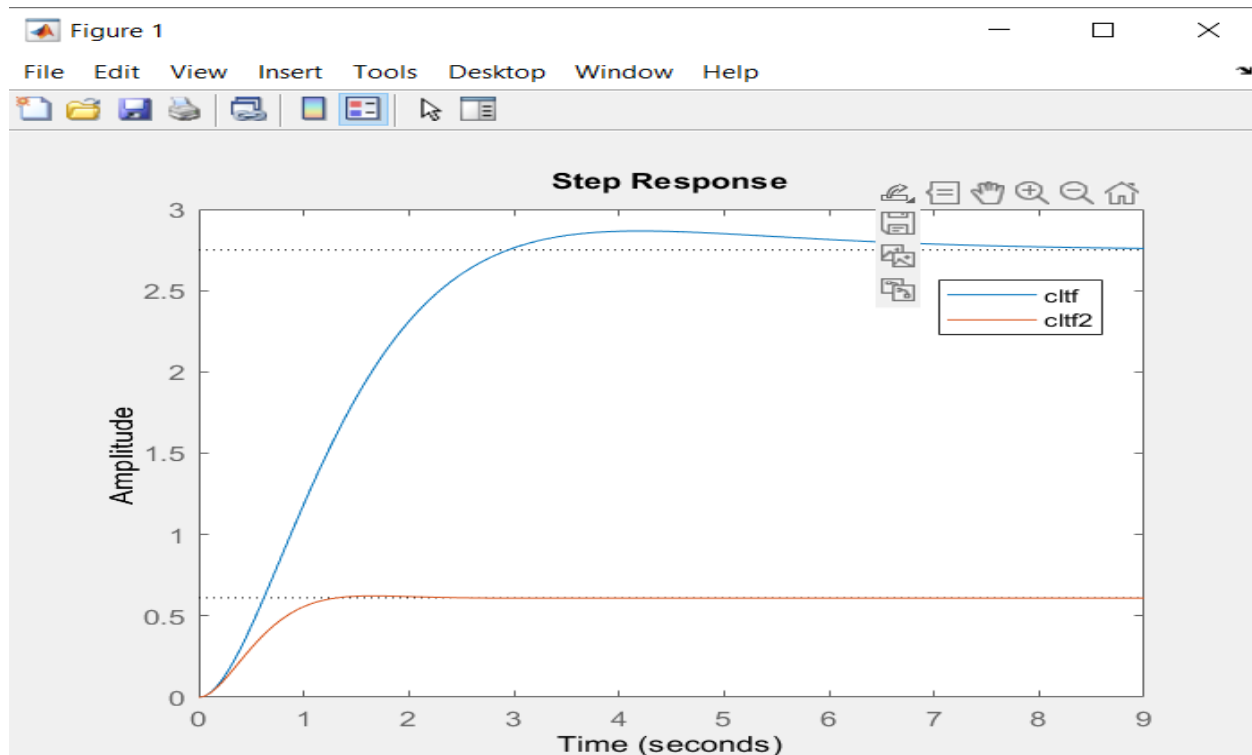 Figure 1
File Edit View Insert Tools Desktop Window Help
Step Response
3
2.5
2
1.5
1
0.5
0
Amplitude
cltf
cltf2
0 1 2 3 4 5 6 7 8 9
Time (seconds)